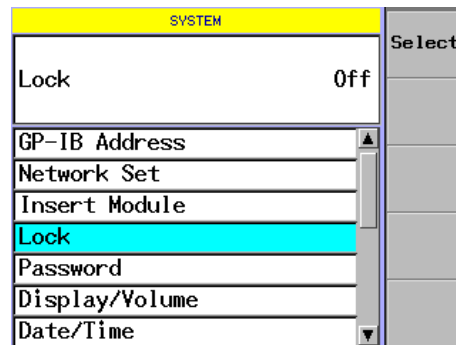 SYSTEM
Select
Lock Off
GP-IB Address
Network Set
Insert Module
Lock
Password
Display/Volume
Date/Time